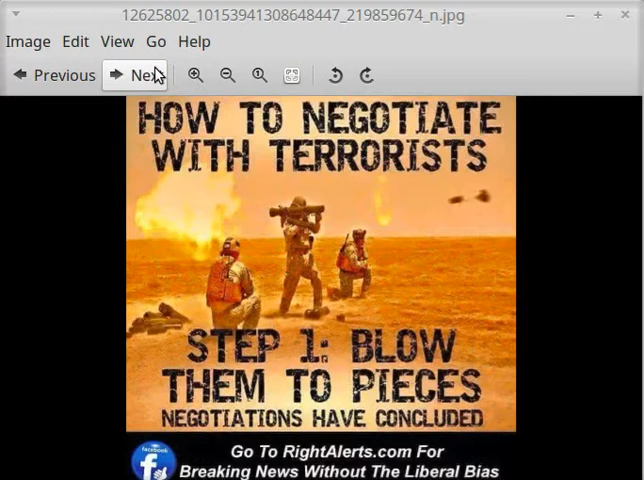 12625802_10153941308648447_219859674_n.jpg
Image Edit View Go Help
Previous Next
HOW TO NEGOTIATE
WITH TERRORISTS
STEP 1: BLOW
THEM TO PIECES
NEGOTIATIONS HAVE CONCLUDED
facebook
Go To RightAlerts.com For
Breaking News Without The Liberal Bias